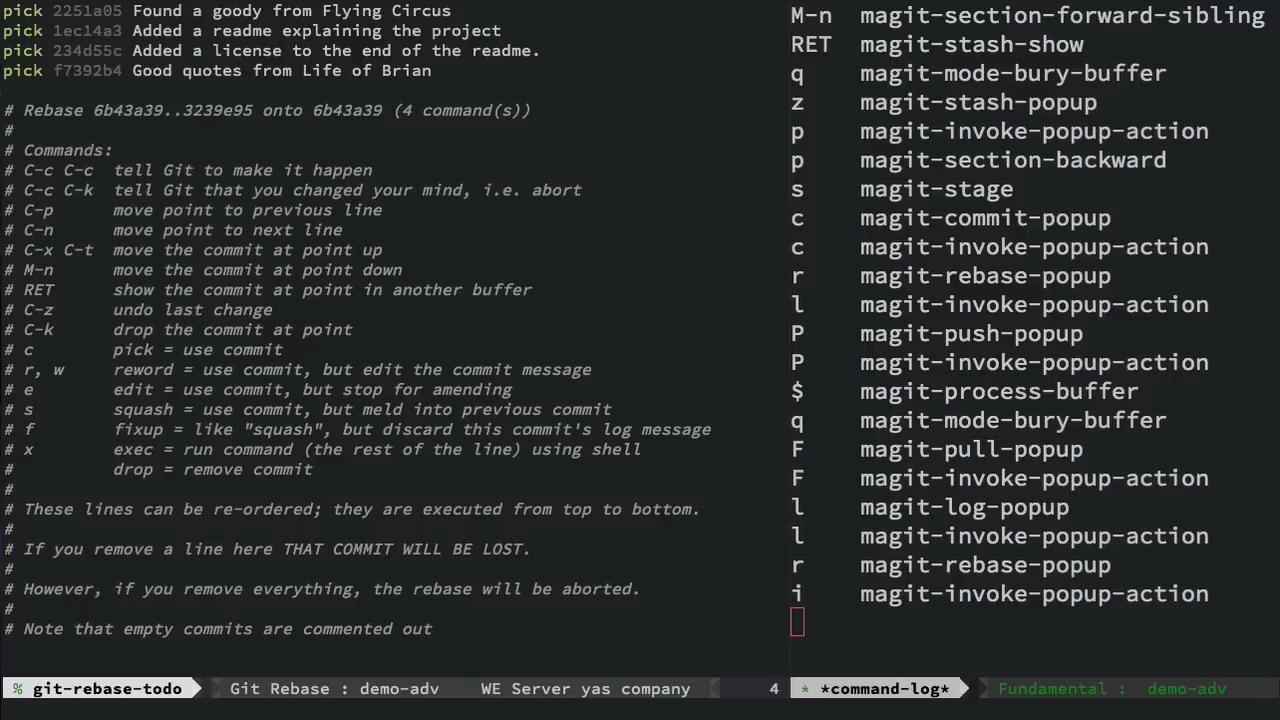 pick 2251a05 Found a goody from Flying Circus
pick 1ec14a3 Added a readme explaining the project
pick 234d55c Added a license to the end of the readme.
pick f7392b4 Good quotes from Life of Brian
# Rebase 6b43a39..3239e95 onto 6b43a39 (4 command(s))
#
# Commands:
# C-c C-c  tell Git to make it happen
# C-c C-k  tell Git that you changed your mind, i.e. abort
# C-p      move point to previous line
# C-n      move point to next line
# C-x C-t  move the commit at point up
# M-n      move the commit at point down
# RET      show the commit at point in another buffer
# C-z      undo last change
# C-k      drop the commit at point
# c        pick = use commit
# r, w     reword = use commit, but edit the commit message
# e        edit = use commit, but stop for amending
# s        squash = use commit, but meld into previous commit
# f        fixup = like "squash", but discard this commit's log message
# x        exec = run command (the rest of the line) using shell
#          drop = remove commit
#
# These lines can be re-ordered; they are executed from top to bottom.
#
# If you remove a line here THAT COMMIT WILL BE LOST.
#
# However, if you remove everything, the rebase will be aborted.
#
# Note that empty commits are commented out
% git-rebase-todo Git Rebase : demo-adv WE Server yas company 4
M-n magit-section-forward-sibling
RET magit-stash-show
q magit-mode-bury-buffer
z magit-stash-popup
p magit-invoke-popup-action
p magit-section-backward
s magit-stage
c magit-commit-popup
c magit-invoke-popup-action
r magit-rebase-popup
l magit-invoke-popup-action
P magit-push-popup
P magit-invoke-popup-action
$ magit-process-buffer
q magit-mode-bury-buffer
F magit-pull-popup
F magit-invoke-popup-action
l magit-log-popup
l magit-invoke-popup-action
r magit-rebase-popup
i magit-invoke-popup-action
* *command-log* Fundamental : demo-adv